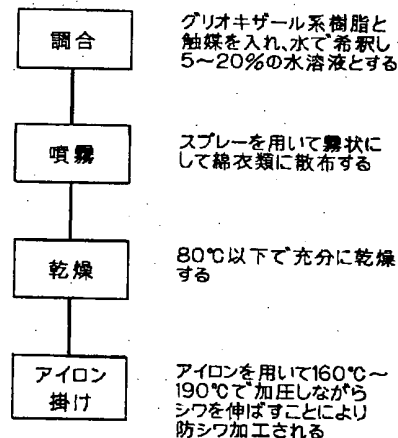 調合
グリオキザール系樹脂と
触媒を入れ、水で希釈し
5〜20%の水溶液とする
噴霧
スプレーを用いて霧状に
して綿衣類に散布する
乾燥
80℃以下で充分に乾燥
する
アイロン
掛け
アイロンを用いて160℃〜
190℃で加圧しながら
シワを伸ばすことにより
防シワ加工される